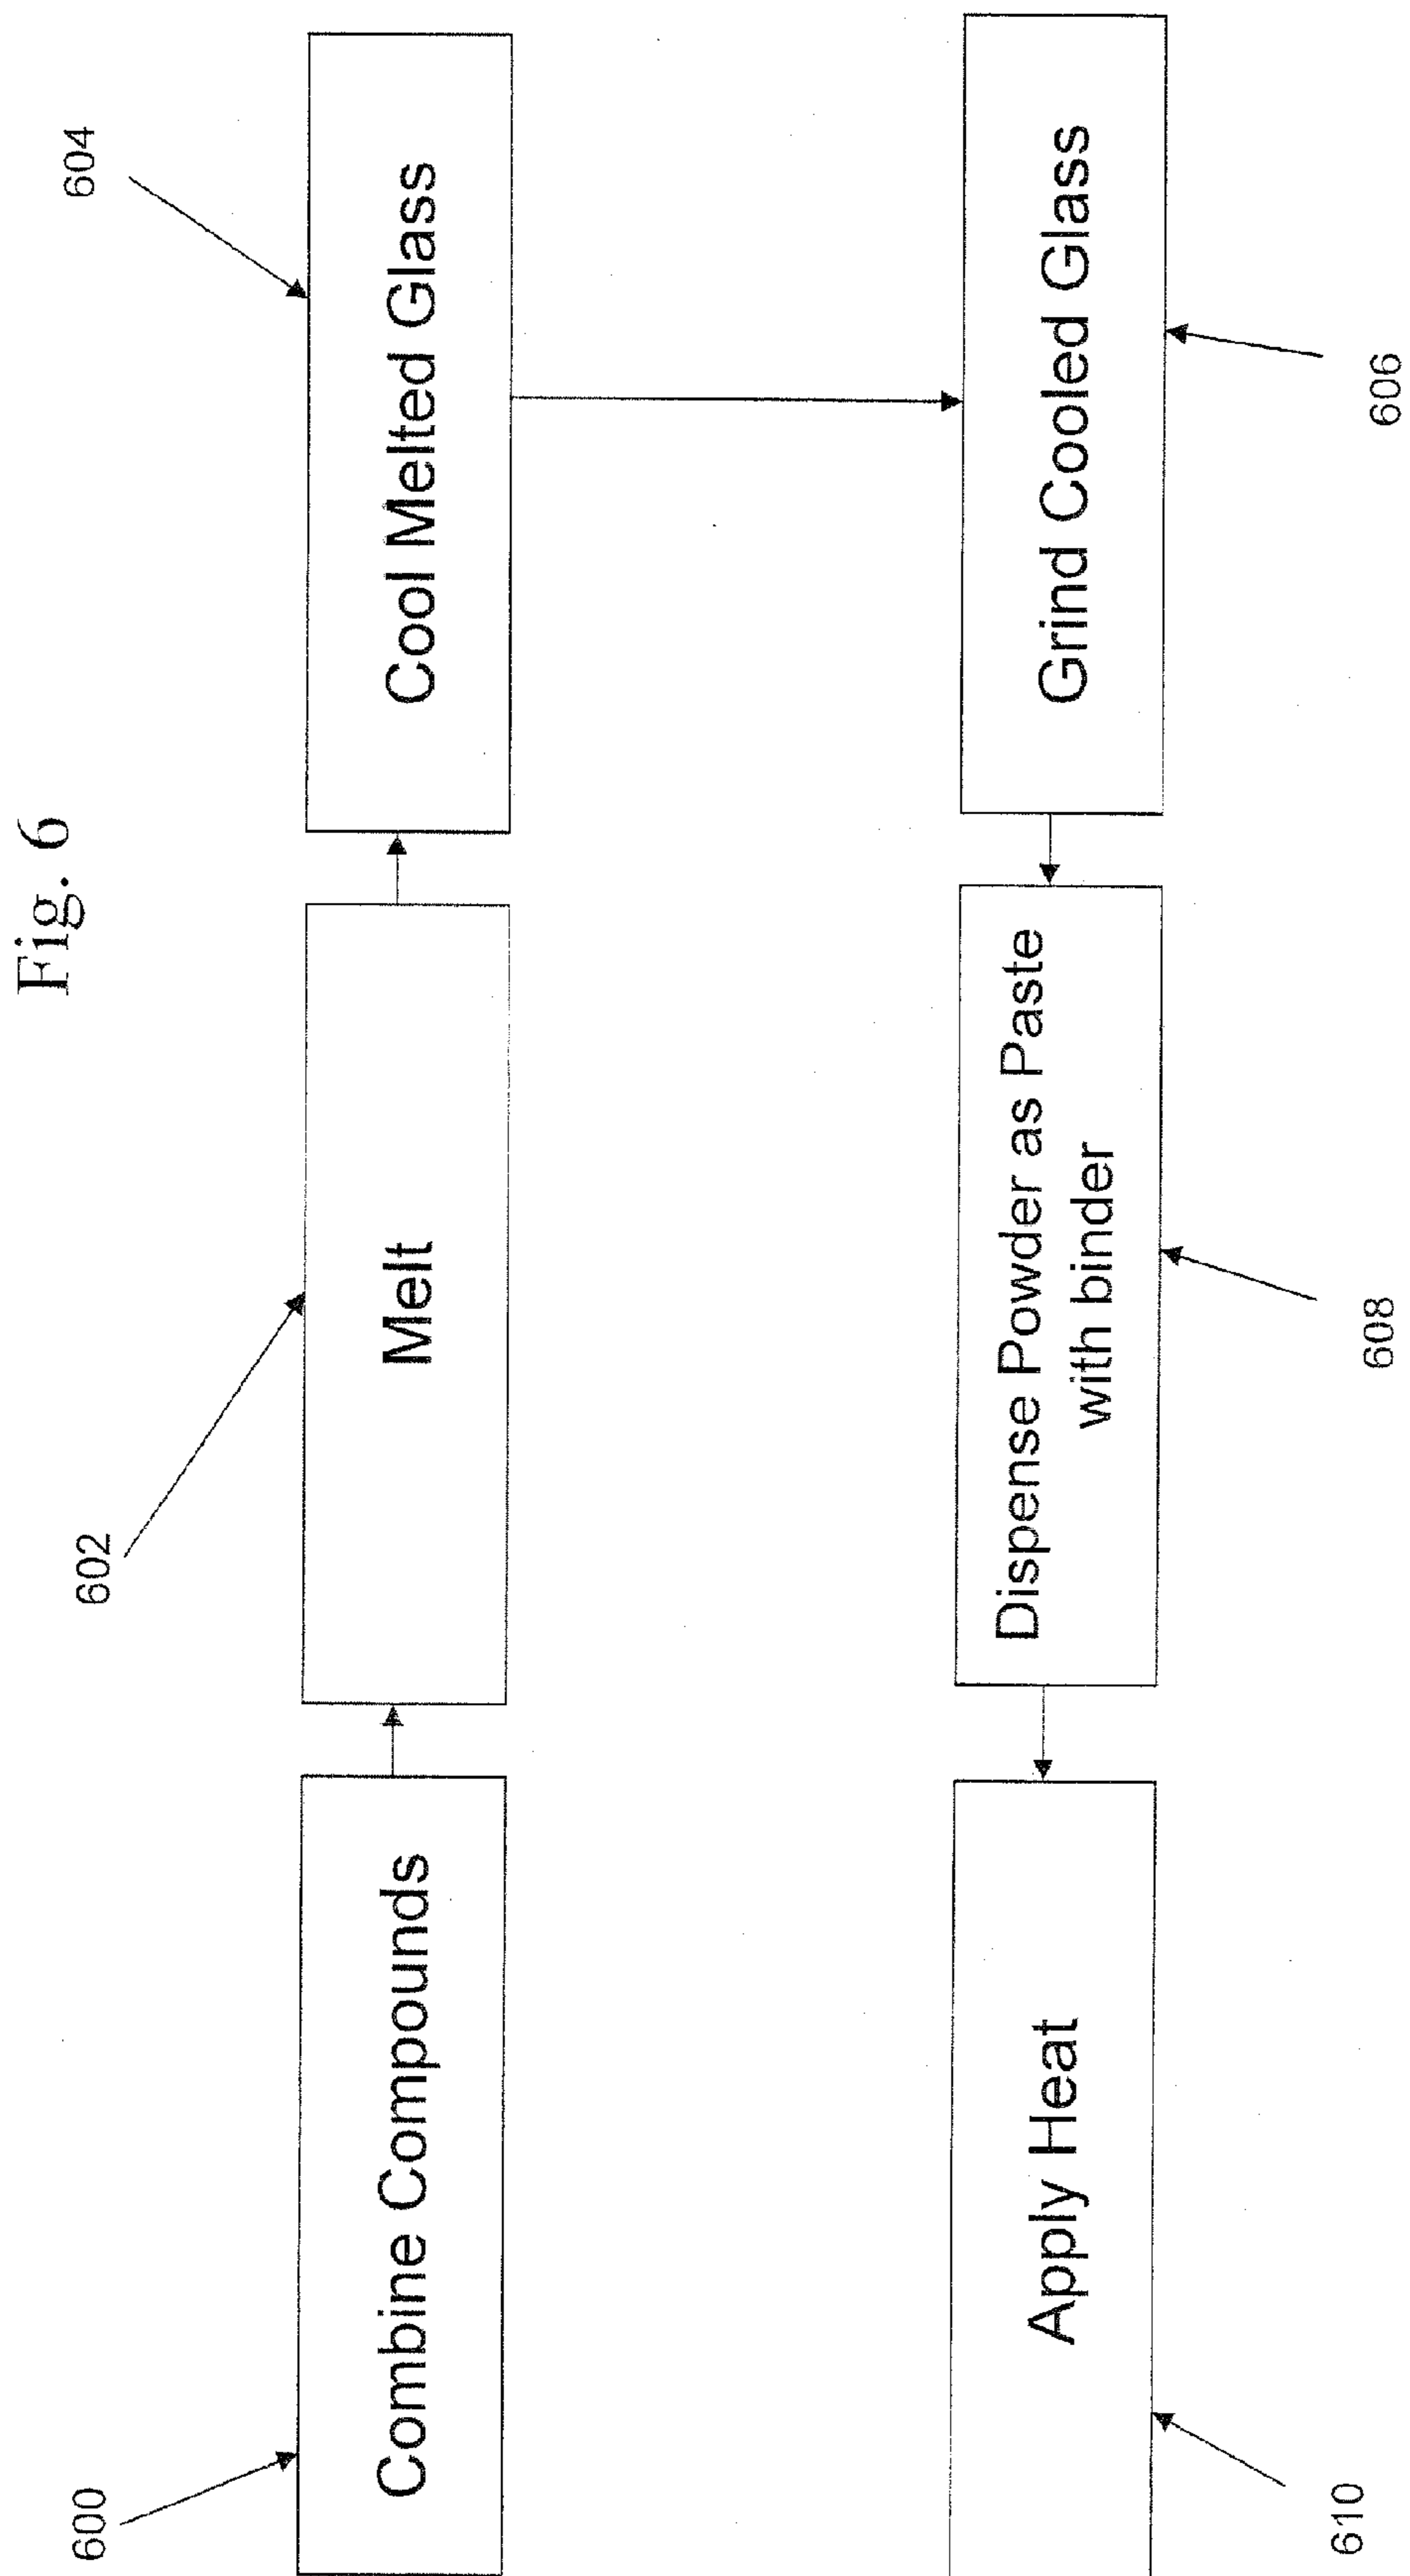 Fig. 6
600
Combine Compounds
602
Melt
604
Cool Melted Glass
606
Grind Cooled Glass
608
Dispense Powder as Paste
with binder
610
Apply Heat